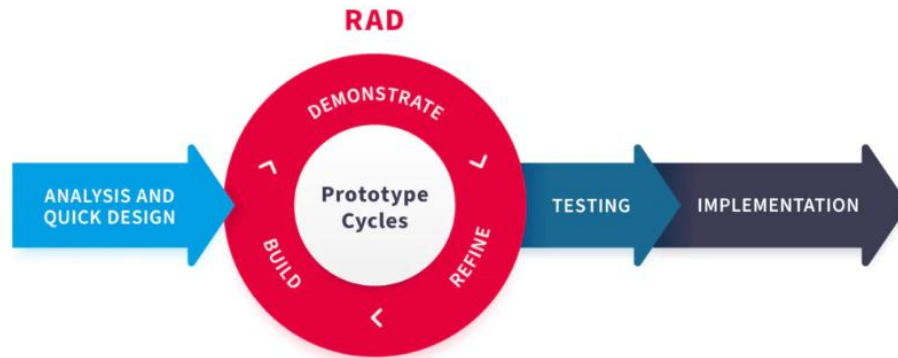 RAD
ANALYSIS AND
QUICK DESIGN
DEMONSTRATE
BUILD
Prototype
Cycles
REFINE
TESTING
IMPLEMENTATION